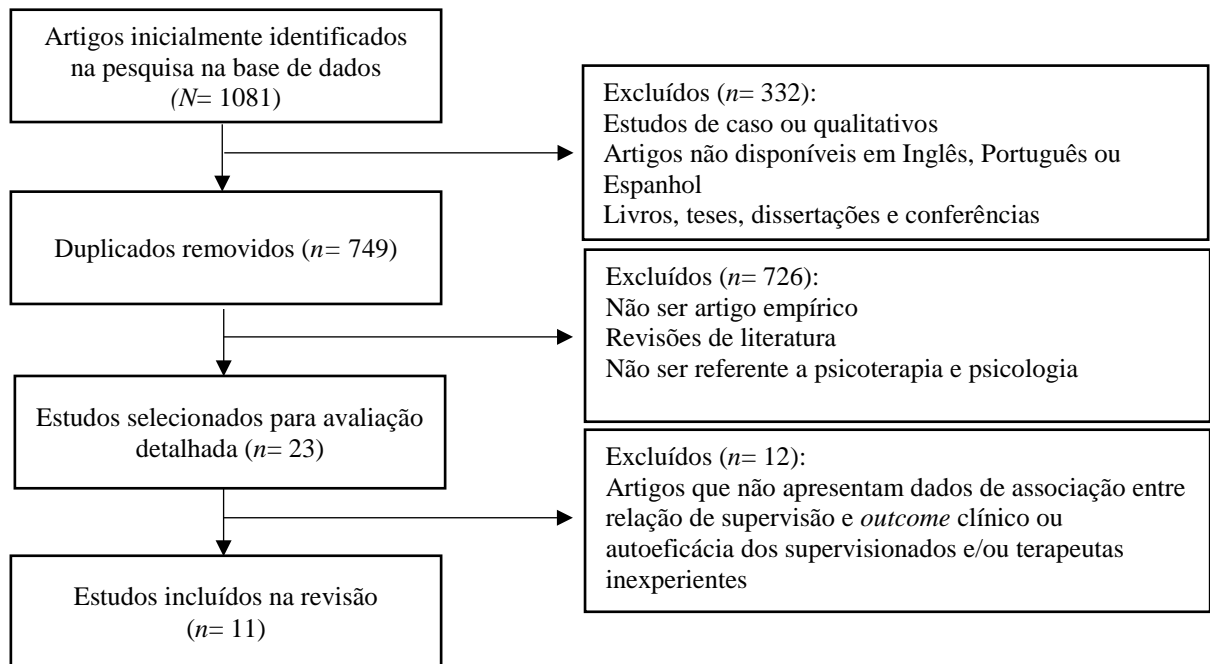 Artigos inicialmente identificados
na pesquisa na base de dados
(N= 1081)
Excluídos (n= 332):
Estudos de caso ou qualitativos
Artigos não disponíveis em Inglês, Português ou
Espanhol
Livros, teses, dissertações e conferências
Duplicados removidos (n= 749)
Excluídos (n= 726):
Não ser artigo empírico
Revisões de literatura
Não ser referente a psicoterapia e psicologia
Estudos selecionados para avaliação
detalhada (n= 23)
Excluídos (n= 12):
Artigos que não apresentam dados de associação entre
relação de supervisão e outcome clínico ou
autoeficácia dos supervisionados e/ou terapeutas
inexperientes
Estudos incluídos na revisão
(n= 11)